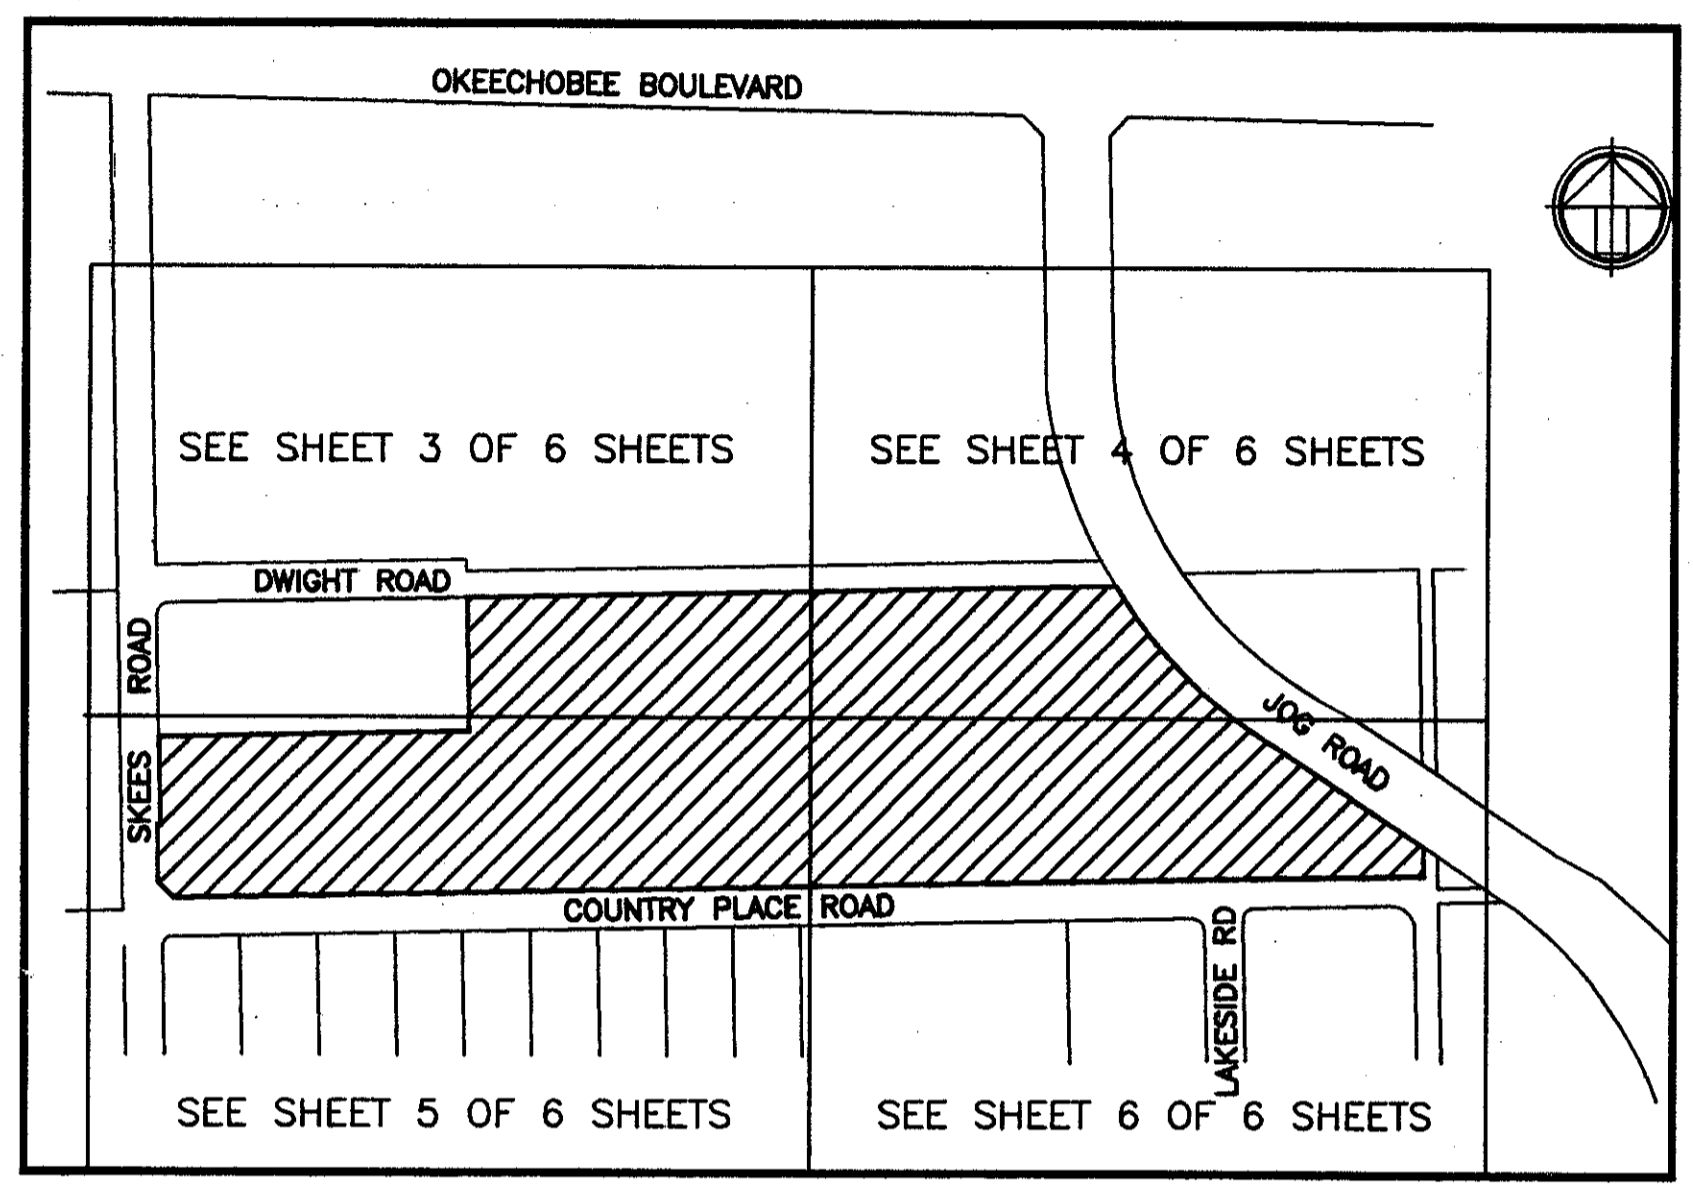 OKEECHOBEE BOULEVARD
SEE SHEET 3 OF 6 SHEETS
SEE SHEET 4 OF 6 SHEETS
DWIGHT ROAD
SKEES ROAD
JOG ROAD
COUNTRY PLACE ROAD
LAKESIDE RD
SEE SHEET 5 OF 6 SHEETS
SEE SHEET 6 OF 6 SHEETS